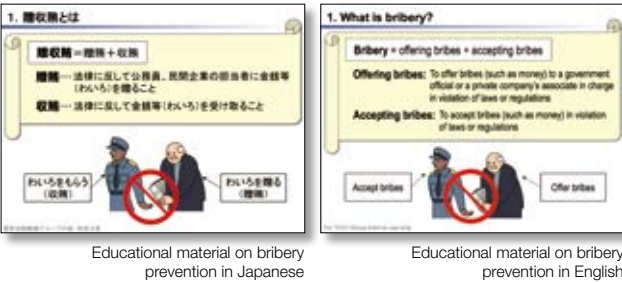 1. 贈収賄とは
贈収賄＝贈賄＋収賄
贈賄…法律に反して公務員、民間企業の担当者に金銭等
（わいろ）を贈ること
収賄…法律に反して金銭等（わいろ）を受け取ること
わいろをもらう
（収賄）
わいろを贈る
（贈賄）
Educational material on bribery
prevention in Japanese
1. What is bribery?
Bribery = offering bribes + accepting bribes
Offering bribes: To offer bribes (such as money) to a government
official or a private company's associate in charge
in violation of laws or regulations
Accepting bribes: To accept bribes (such as money) in violation
of laws or regulations
Accept bribes
Offer bribes
Educational material on bribery
prevention in English